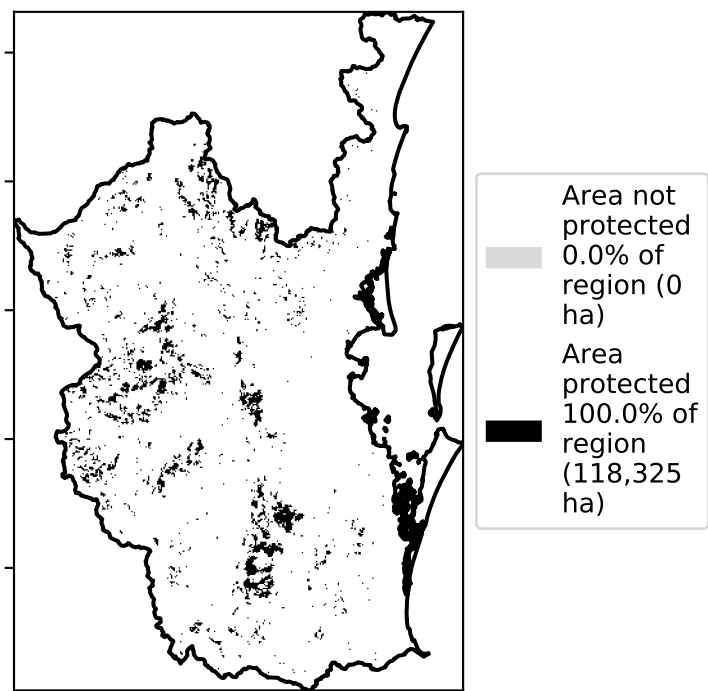 Area not
protected
0.0% of
region (0
ha)
Area
protected
100.0% of
region
(118,325
ha)